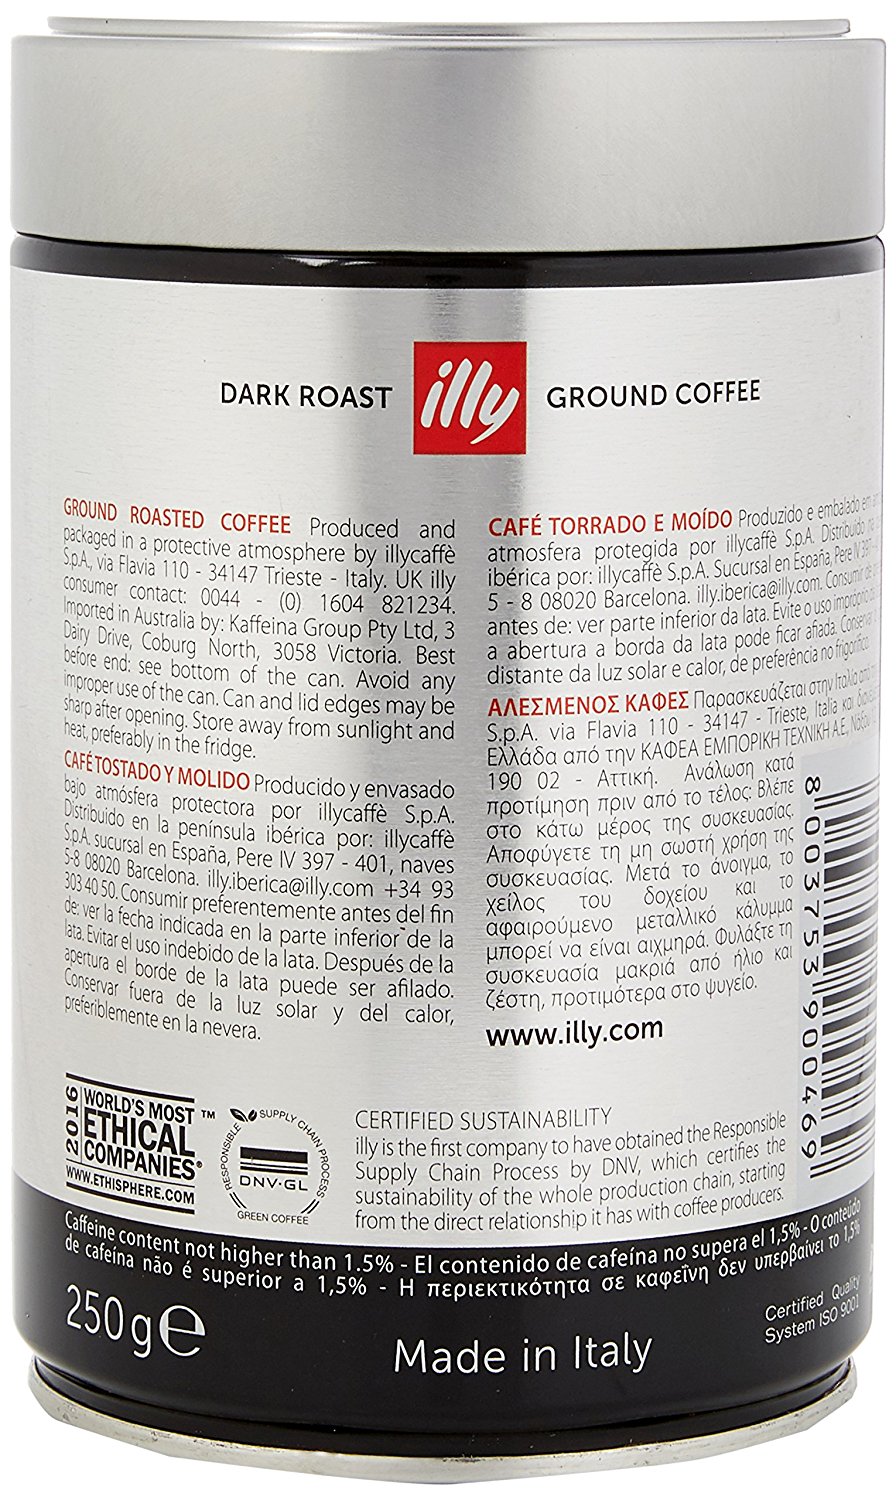 DARK ROAST illy GROUND COFFEE
GROUND ROASTED COFFEE Produced and
packaged in a protective atmosphere by illycaffè
S.p.A., via Flavia 110 - 34147 Trieste - Italy. UK illy
consumer contact: 0044 - (0) 1604 821234.
Imported in Australia by: Kaffeina Group Pty Ltd, 3
Dairy Drive, Coburg North, 3058 Victoria. Best
before end: see bottom of the can. Avoid any
improper use of the can. Can and lid edges may be
sharp after opening. Store away from sunlight and
heat, preferably in the fridge.
CAFÉ TOSTADO Y MOLIDO Producido y envasado
bajo atmósfera protectora por illycaffè S.p.A.
Distribuido en la península ibérica por: illycaffè
S.p.A. sucursal en España, Pere IV 397 - 401, naves
5-8 08020 Barcelona. illy.iberica@illy.com +34 93
303 40 50. Consumir preferentemente antes del fin
de: ver la fecha indicada en la parte inferior de la
lata. Evitar el uso indebido de la lata. Después de la
apertura el borde de la lata puede ser afilado.
Conservar fuera de la luz solar y del calor,
preferiblemente en la nevera.
CAFÉ TORRADO E MOÍDO Produzido e embalado em
atmosfera protegida por illycaffè S.p.A. Distribuido na
ibérica por: illycaffè S.p.A. Sucursal en España, Pere IV 397
5 - 8 08020 Barcelona. illy.iberica@illy.com. Consumir de
antes de: ver parte inferior da lata. Evite o uso impróprio da
a abertura a borda da lata pode ficar afiada. Conservar
distante da luz solar e calor, de preferência no frigorífico.
ΑΛΕΣΜΕΝΟΣ ΚΑΦΕΣ Παρασκευάζεται στην Ιταλία
S.p.A. via Flavia 110 - 34147 - Trieste, Italia και
Ελλάδα από την ΚΑΦΕΑ ΕΜΠΟΡΙΚΗ ΤΕΧΝΙΚΗ Α.Ε.,
190 02 - Αττική. Ανάλωση κατά
προτίμηση πριν από το τέλος: Βλέπε
στο κάτω μέρος της συσκευασίας.
Αποφύγετε τη μη σωστή χρήση της
συσκευασίας. Μετά το άνοιγμα, το
χείλος του δοχείου και το
αφαιρούμενο μεταλλικό κάλυμμα
μπορεί να είναι αιχμηρά. Φυλάξτε τη
συσκευασία μακριά από ήλιο και
ζέστη, προτιμότερα στο ψυγείο.
www.illy.com
8 003753 900469
2016 WORLD'S MOST
ETHICAL ™
COMPANIES®
WWW.ETHISPHERE.COM
RESPONSIBLE SUPPLY CHAIN PROCESS
DNV·GL
GREEN COFFEE
CERTIFIED SUSTAINABILITY
illy is the first company to have obtained the Responsible
Supply Chain Process by DNV, which certifies the
sustainability of the whole production chain, starting
from the direct relationship it has with coffee producers.
Caffeine content not higher than 1.5% - El contenido de cafeína no supera el 1,5% - O conteúdo
de cafeína não é superior a 1,5% - Η περιεκτικότητα σε καφεΐνη δεν υπερβαίνει το 1,5%
250 g ℮
Made in Italy
Certified Quality
System ISO 9001